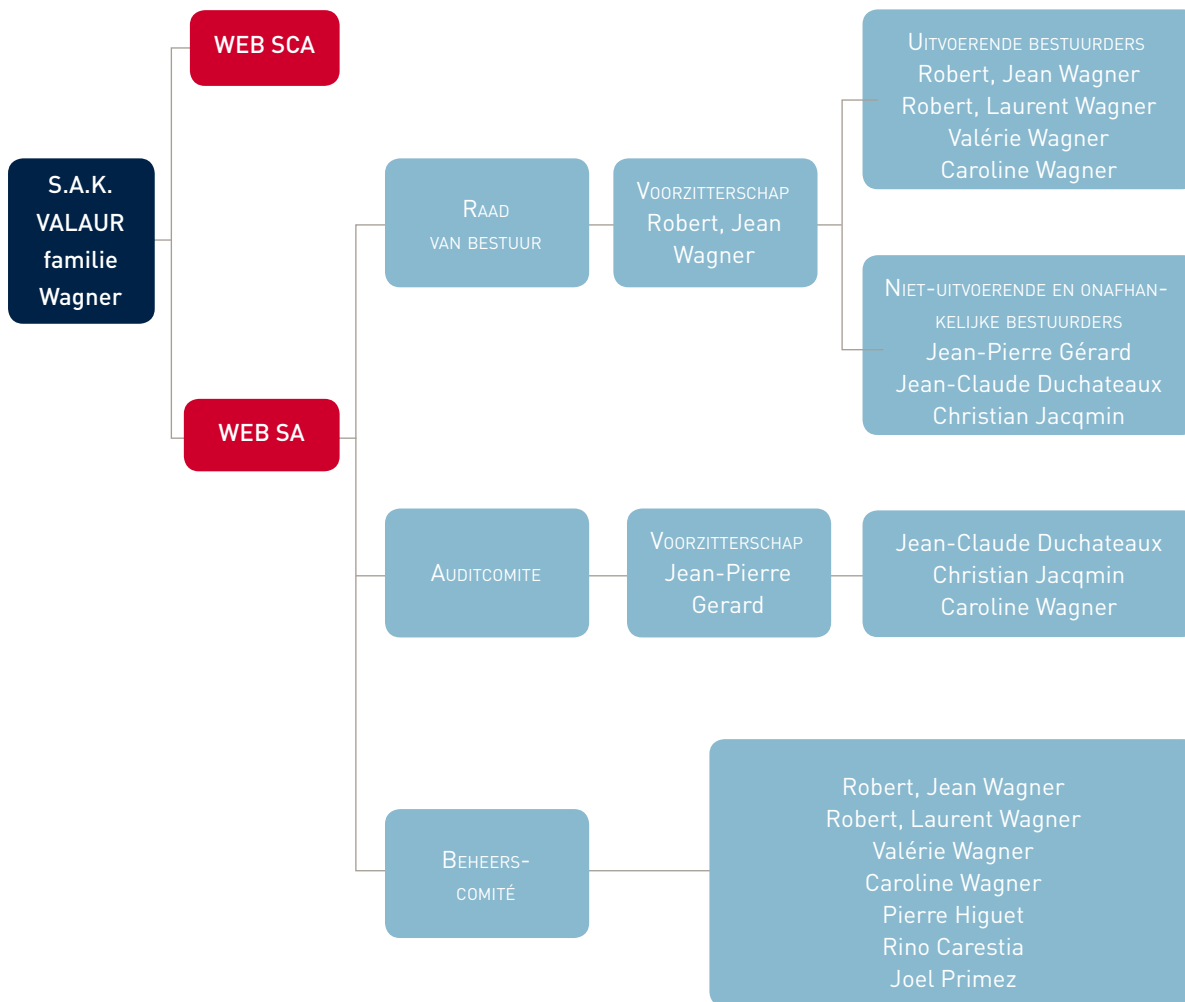 WEB SCA
S.A.K.
VALAUR
familie
Wagner
WEB SA
RAAD
VAN BESTUUR
VOORZITTERSCHAP
Robert, Jean
Wagner
UITVOERENDE BESTUURDERS
Robert, Jean Wagner
Robert, Laurent Wagner
Valérie Wagner
Caroline Wagner
NIET-UITVOERENDE EN ONAFHAN-
KELIJKE BESTUURDERS
Jean-Pierre Gérard
Jean-Claude Duchateaux
Christian Jacqmin
AUDITCOMITE
VOORZITTERSCHAP
Jean-Pierre
Gerard
Jean-Claude Duchateaux
Christian Jacqmin
Caroline Wagner
BEHEERS-
COMITÉ
Robert, Jean Wagner
Robert, Laurent Wagner
Valérie Wagner
Caroline Wagner
Pierre Higuet
Rino Carestia
Joel Primez